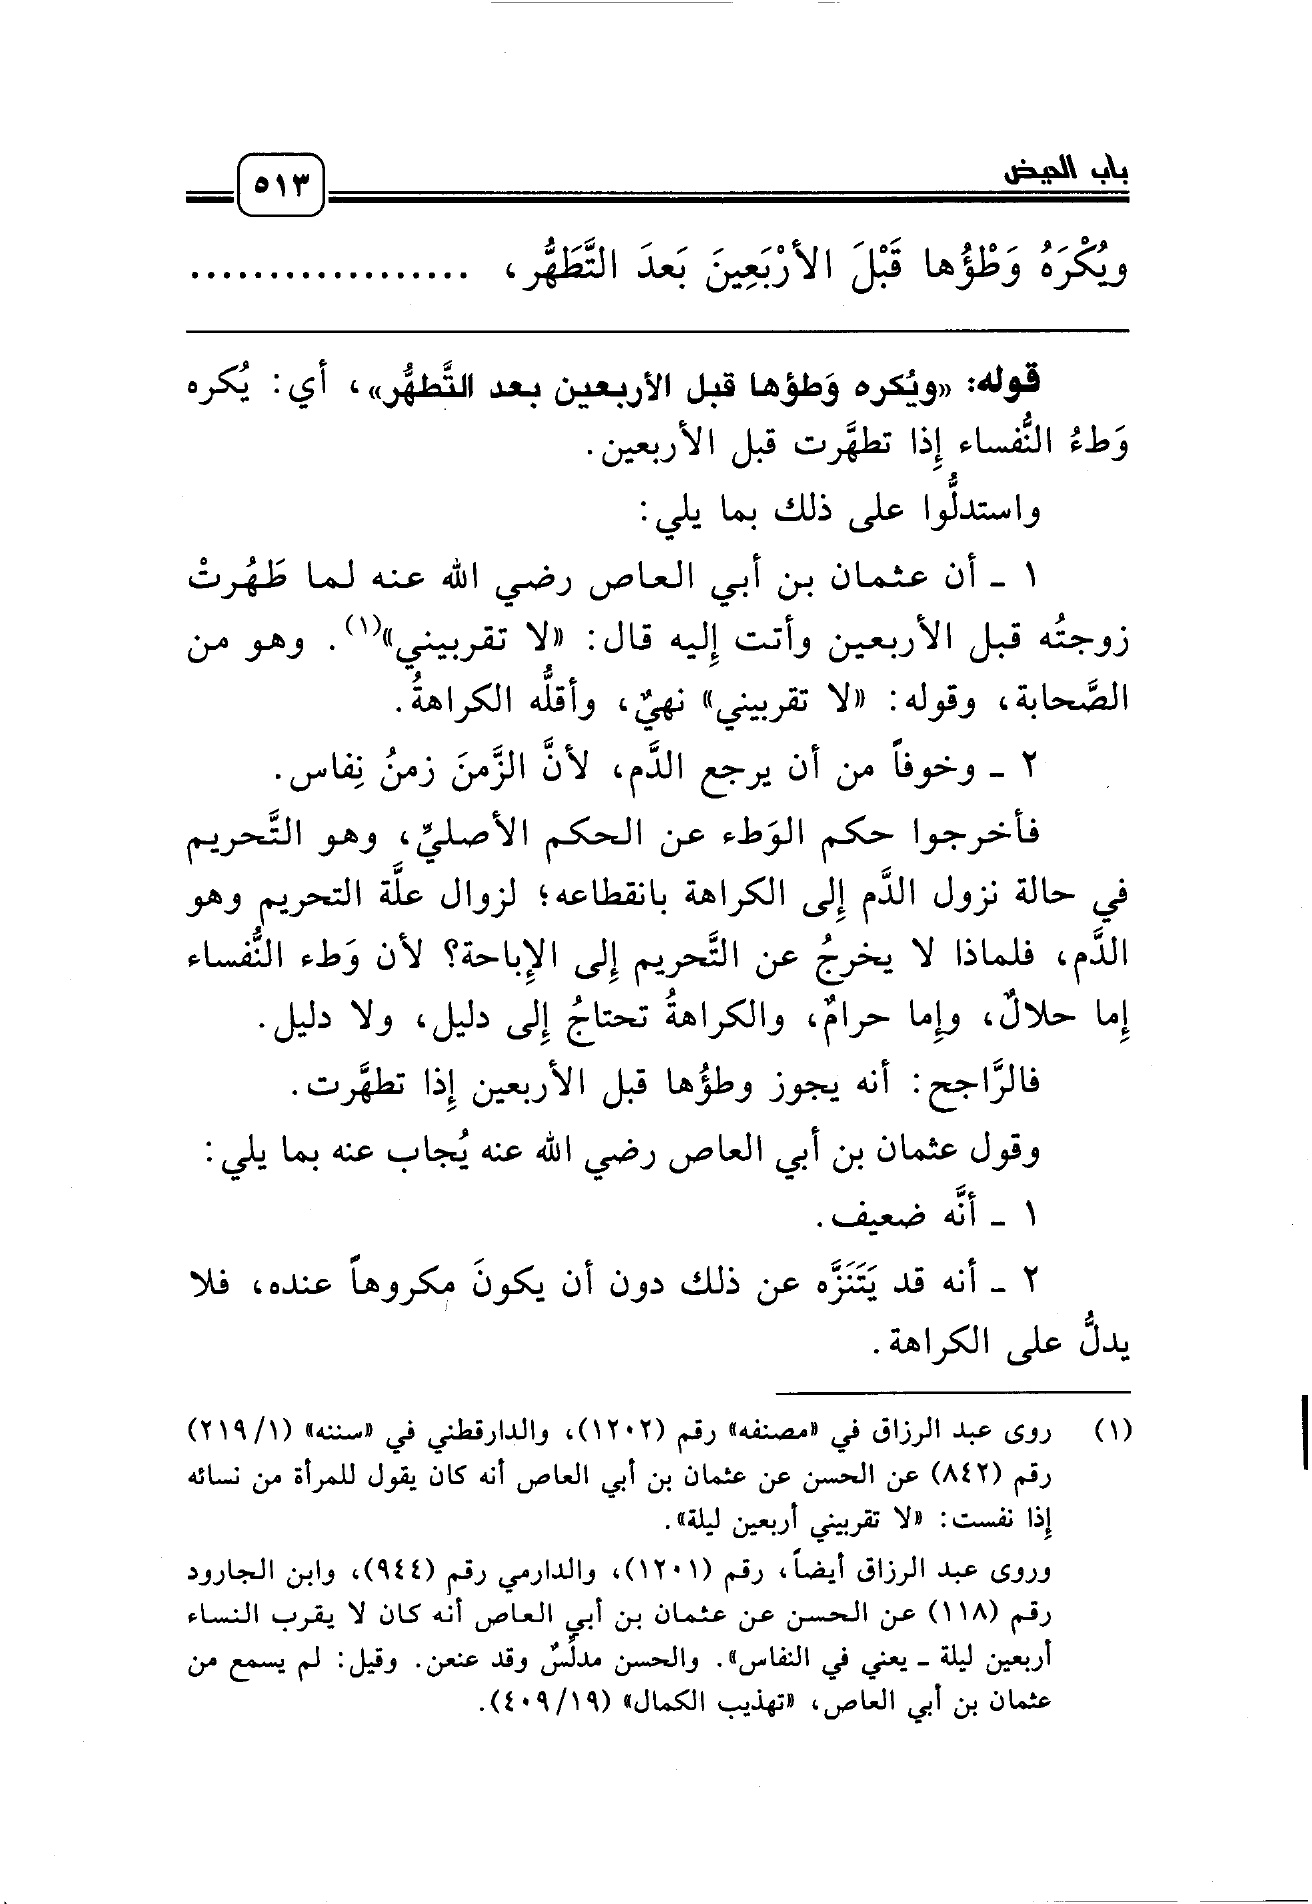 باب الحيض
٥١٣
ويُكْرَهُ وَطْؤُها قَبْلَ الأَرْبَعِينَ بَعدَ التَّطَهُّر، ..................
قوله: «ويُكره وَطؤها قبل الأربعين بعد التَّطهُّر»، أي: يُكره
وَطءُ النُّفساء إِذا تطهَّرت قبل الأربعين.
واستدلُّوا على ذلك بما يلي:
١ ـ أن عثمان بن أبي العاص رضي الله عنه لما طَهُرتْ
زوجتُه قبل الأربعين وأتت إِليه قال: «لا تقربيني»(١). وهو من
الصَّحابة، وقوله: «لا تقربيني» نهيٌ، وأقلُّه الكراهةُ.
٢ ـ وخوفاً من أن يرجع الدَّم، لأنَّ الزَّمنَ زمنُ نِفاس.
فأخرجوا حكم الوَطء عن الحكم الأصليِّ، وهو التَّحريم
في حالة نزول الدَّم إِلى الكراهة بانقطاعه؛ لزوال علَّة التحريم وهو
الدَّم، فلماذا لا يخرجُ عن التَّحريم إِلى الإِباحة؟ لأن وَطء النُّفساء
إِما حلالٌ، وإِما حرامٌ، والكراهةُ تحتاجُ إِلى دليل، ولا دليل.
فالرَّاجح: أنه يجوز وطؤُها قبل الأربعين إِذا تطهَّرت.
وقول عثمان بن أبي العاص رضي الله عنه يُجاب عنه بما يلي:
١ ـ أنَّه ضعيف.
٢ ـ أنه قد يَتَنَزَّه عن ذلك دون أن يكونَ مكروهاً عنده، فلا
يدلُّ على الكراهة.
(١) روى عبد الرزاق في «مصنفه» رقم (١٢٠٢)، والدارقطني في «سننه» (١/ ٢١٩)
رقم (٨٤٢) عن الحسن عن عثمان بن أبي العاص أنه كان يقول للمرأة من نسائه
إِذا نفست: «لا تقربيني أربعين ليلة».
وروى عبد الرزاق أيضاً، رقم (١٢٠١)، والدارمي رقم (٩٤٤)، وابن الجارود
رقم (١١٨) عن الحسن عن عثمان بن أبي العاص أنه كان لا يقرب النساء
أربعين ليلة ـ يعني في النفاس». والحسن مدلِّسٌ وقد عنعن. وقيل: لم يسمع من
عثمان بن أبي العاص، «تهذيب الكمال» (١٩/ ٤٠٩).